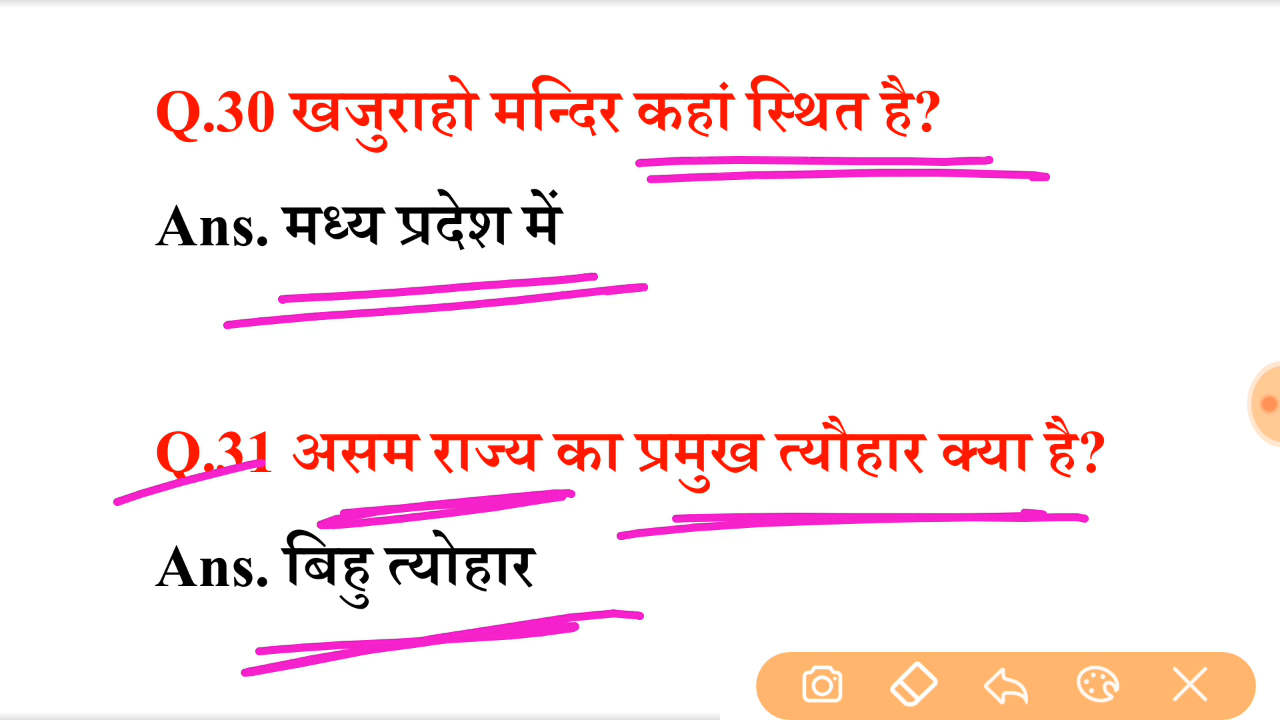 Q.30 खजुराहो मन्दिर कहां स्थित है?
Ans. मध्य प्रदेश में
Q.31 असम राज्य का प्रमुख त्यौहार क्या है?
Ans. बिहु त्योहार